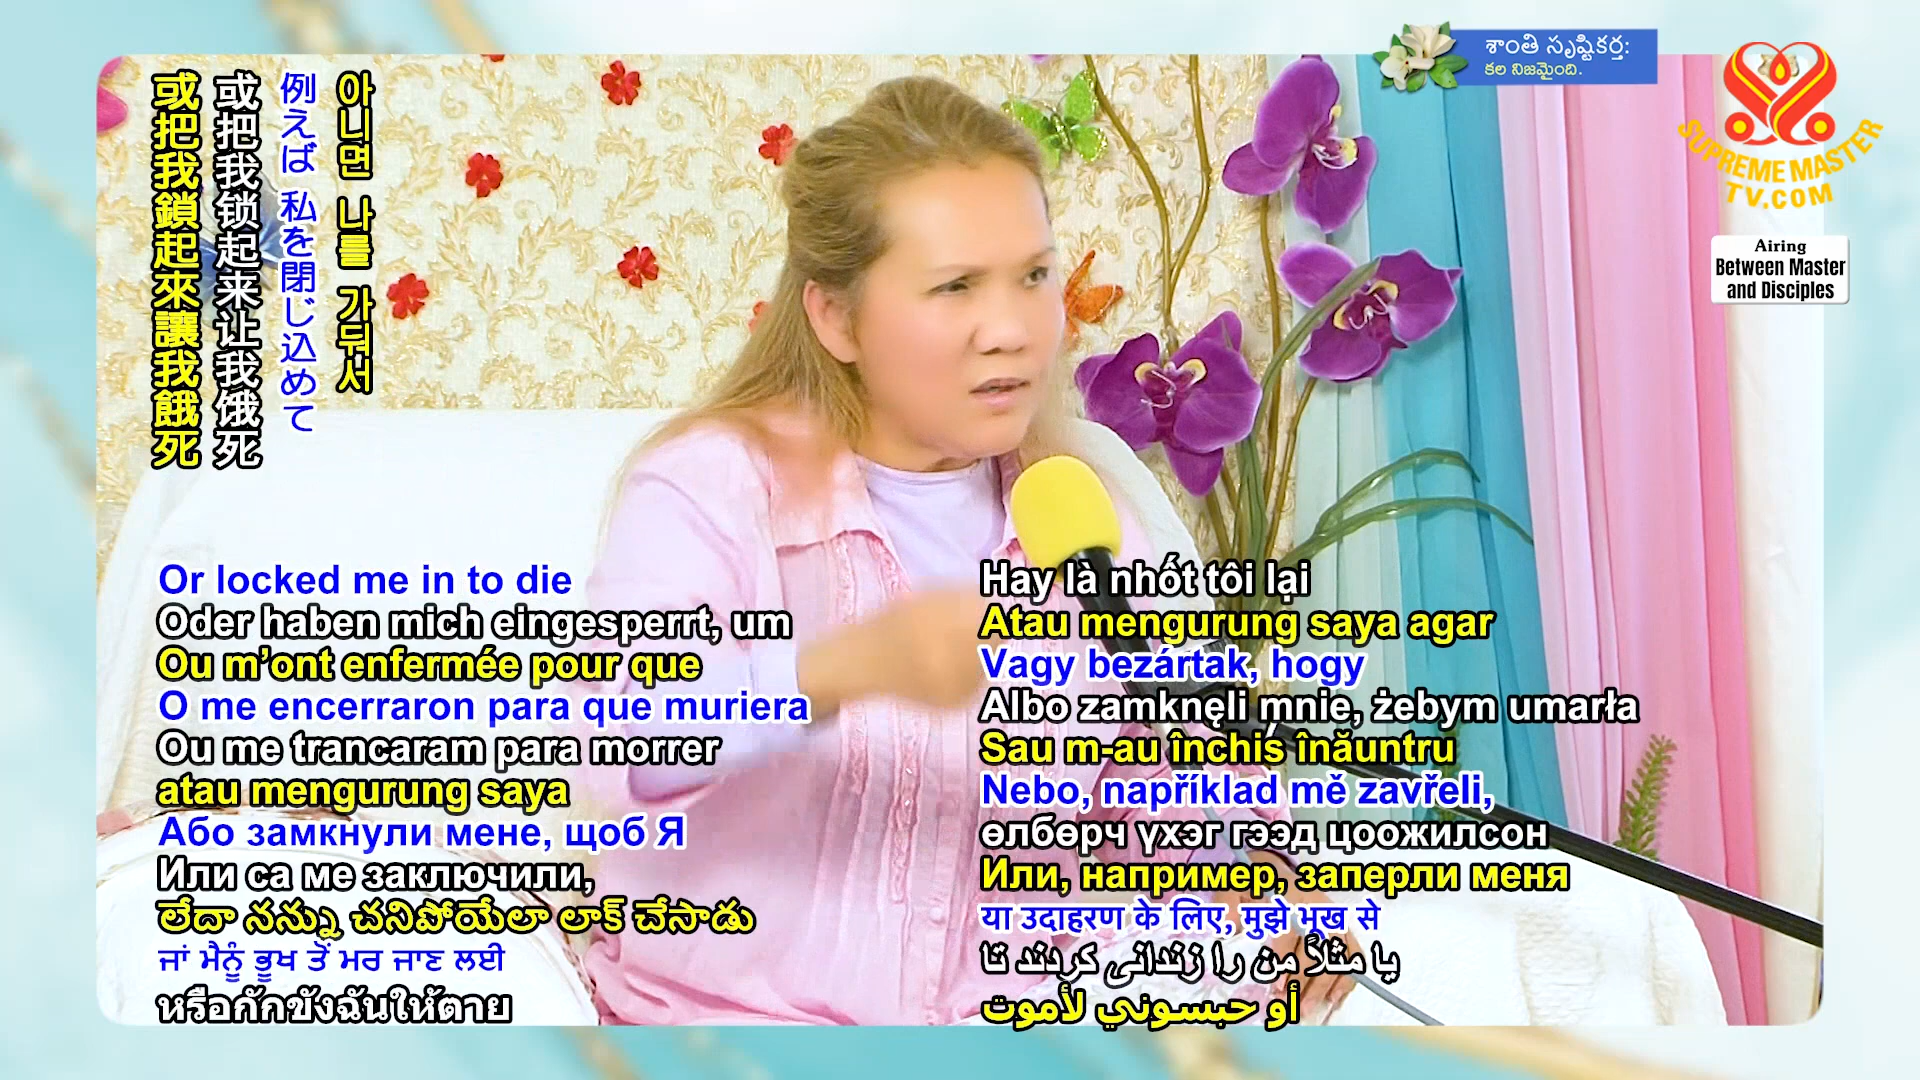 శాంతి సృష్టికర్త:
కల నిజమైంది.
SUPREME MASTER
TV.COM
Airing
Between Master
and Disciples
아니면 나를 가둬서
例えば 私を閉じ込めて
或把我锁起来让我饿死
或把我鎖起來讓我餓死
Or locked me in to die
Oder haben mich eingesperrt, um
Ou m’ont enfermée pour que
O me encerraron para que muriera
Ou me trancaram para morrer
atau mengurung saya
Або замкнули мене, щоб Я
Или са ме заключили,
లేదా నన్ను చనిపోయేలా లాక్ చేసాడు
ਜਾਂ ਮੈਨੂੰ ਭੁੱਖ ਤੋਂ ਮਰ ਜਾਣ ਲਈ
หรือกักขังฉันให้ตาย
Hay là nhốt tôi lại
Atau mengurung saya agar
Vagy bezártak, hogy
Albo zamknęli mnie, żebym umarła
Sau m-au închis înăuntru
Nebo, například mě zavřeli,
өлбөрч үхэг гээд цоожилсон
Или, например, заперли меня
या उदाहरण के लिए, मुझे भूख से
یا مثلاً من را زندانی کردند تا
أو حبسوني لأموت